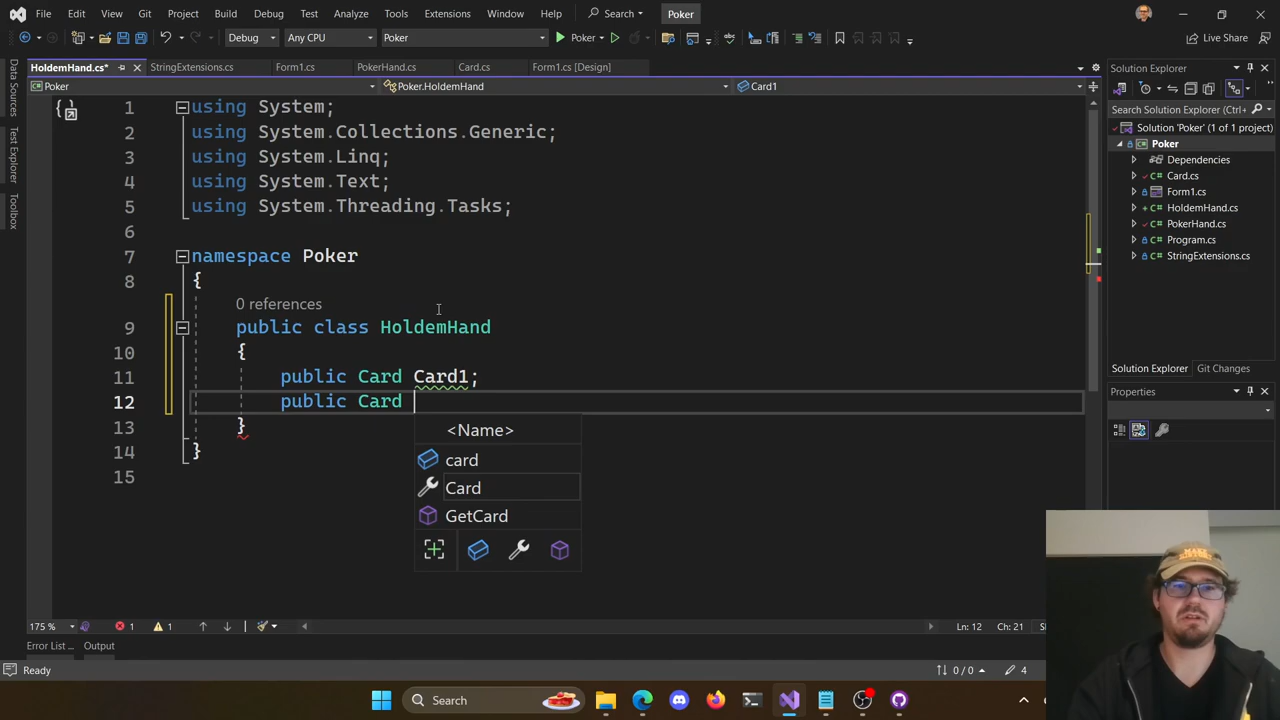 File Edit View Git Project Build Debug Test Analyze Tools Extensions Window Help Search Poker
Debug Any CPU Poker Poker Live Share
HoldemHand.cs* StringExtensions.cs Form1.cs PokerHand.cs Card.cs Form1.cs [Design]
Poker Poker.HoldemHand Card1
Data Sources
Test Explorer
Toolbox
1 using System;
2 using System.Collections.Generic;
3 using System.Linq;
4 using System.Text;
5 using System.Threading.Tasks;
6
7 namespace Poker
8 {
0 references
9 public class HoldemHand
10 {
11 public Card Card1;
12 public Card
13 }
14 }
15
<Name>
card
Card
GetCard
Solution Explorer
Search Solution Explorer (Ctrl+
Solution 'Poker' (1 of 1 project)
Poker
Dependencies
Card.cs
Form1.cs
HoldemHand.cs
PokerHand.cs
Program.cs
StringExtensions.cs
Solution Explorer Git Changes
Properties
175 % 1 1 Ln: 12 Ch: 21
Error List ... Output
Ready 0 / 0 4
Search